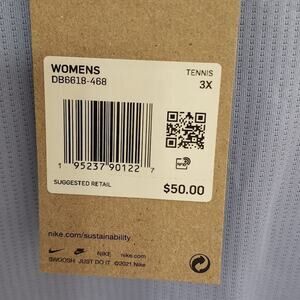 WOMENS TENNIS
DB6618-468 3X
1 95237 90122 7
SUGGESTED RETAIL $50.00
nike.com/sustainability
NIKE
SWOOSH JUST DO IT ©2021 Nike